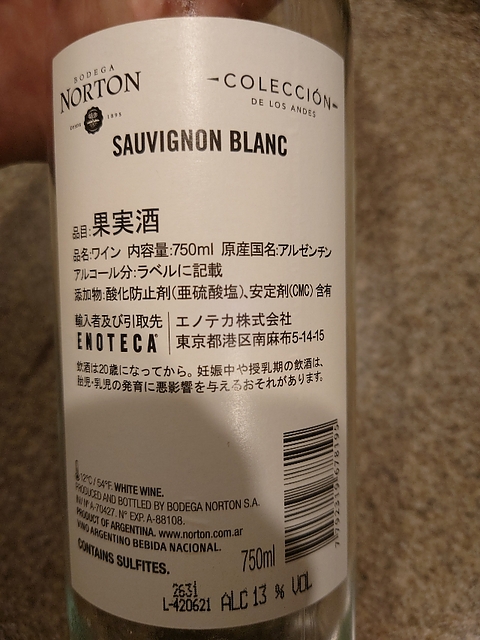 BODEGA
NORTON
DESDE 1895
COLECCIÓN
DE LOS ANDES
SAUVIGNON BLANC
品目:果実酒
品名:ワイン 内容量:750ml 原産国名:アルゼンチン
アルコール分:ラベルに記載
添加物:酸化防止剤(亜硫酸塩)、安定剤(CMC) 含有
輸入者及び引取先 エノテカ株式会社
ENOTECA 東京都港区南麻布5-14-15
飲酒は20歳になってから。妊娠中や授乳期の飲酒は、
胎児・乳児の発育に悪影響を与えるおそれがあります。
12°C / 54°F. WHITE WINE.
PRODUCED AND BOTTLED BY BODEGA NORTON S.A.
INV N° A-70427. N° EXP. A-88108.
PRODUCT OF ARGENTINA. www.norton.com.ar
VINO ARGENTINO BEBIDA NACIONAL.
CONTAINS SULFITES.
750ml
2631
L-420621 ALC 13 % VOL